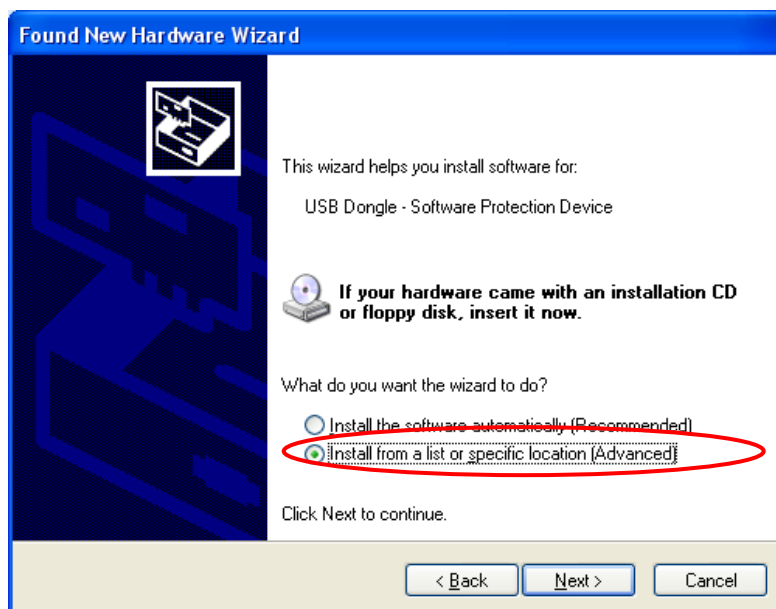 Found New Hardware Wizard
This wizard helps you install software for:
USB Dongle - Software Protection Device
If your hardware came with an installation CD
or floppy disk, insert it now.
What do you want the wizard to do?
Install the software automatically (Recommended)
Install from a list or specific location (Advanced)
Click Next to continue.
< Back Next > Cancel